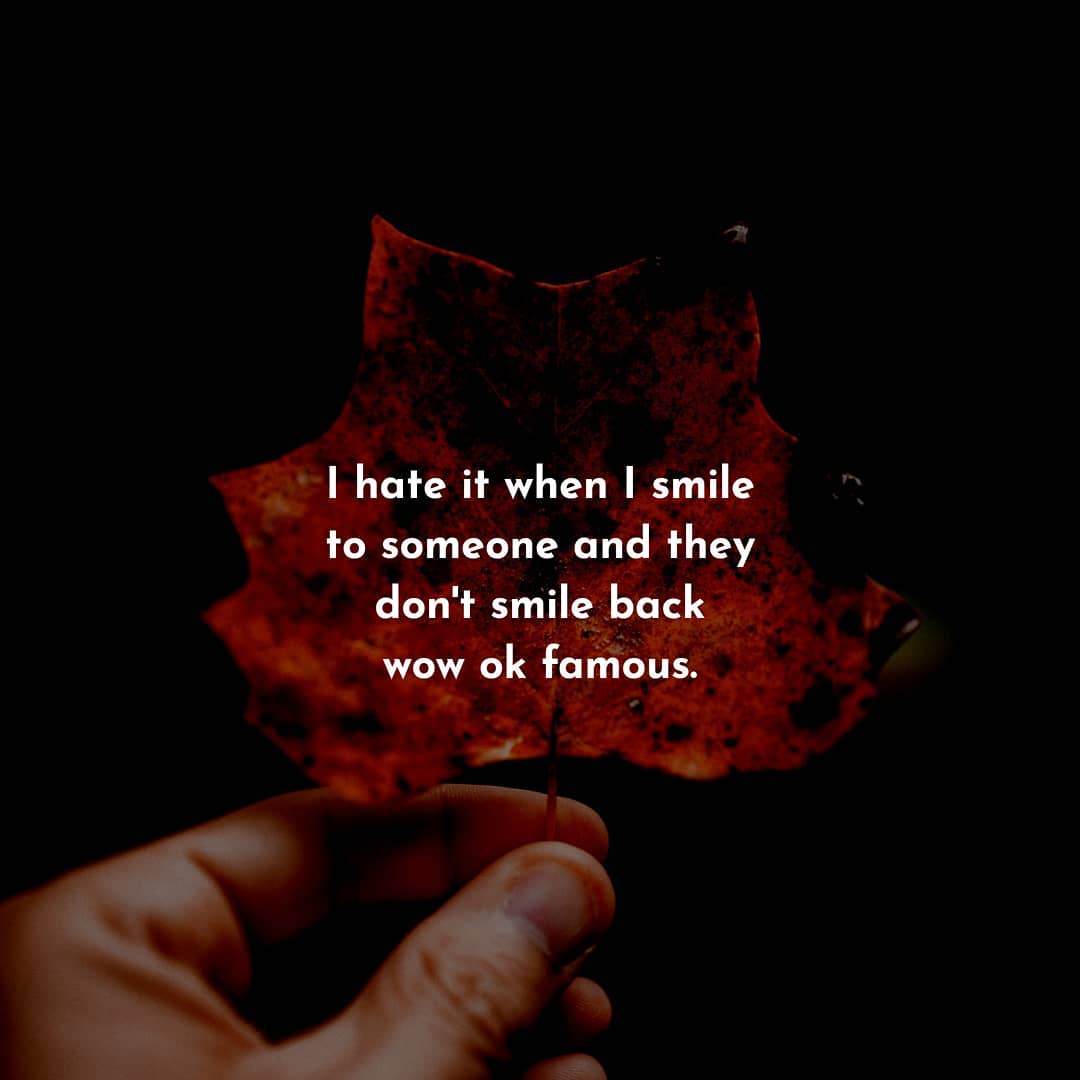 I hate it when I smile
to someone and they
don't smile back
wow ok famous.